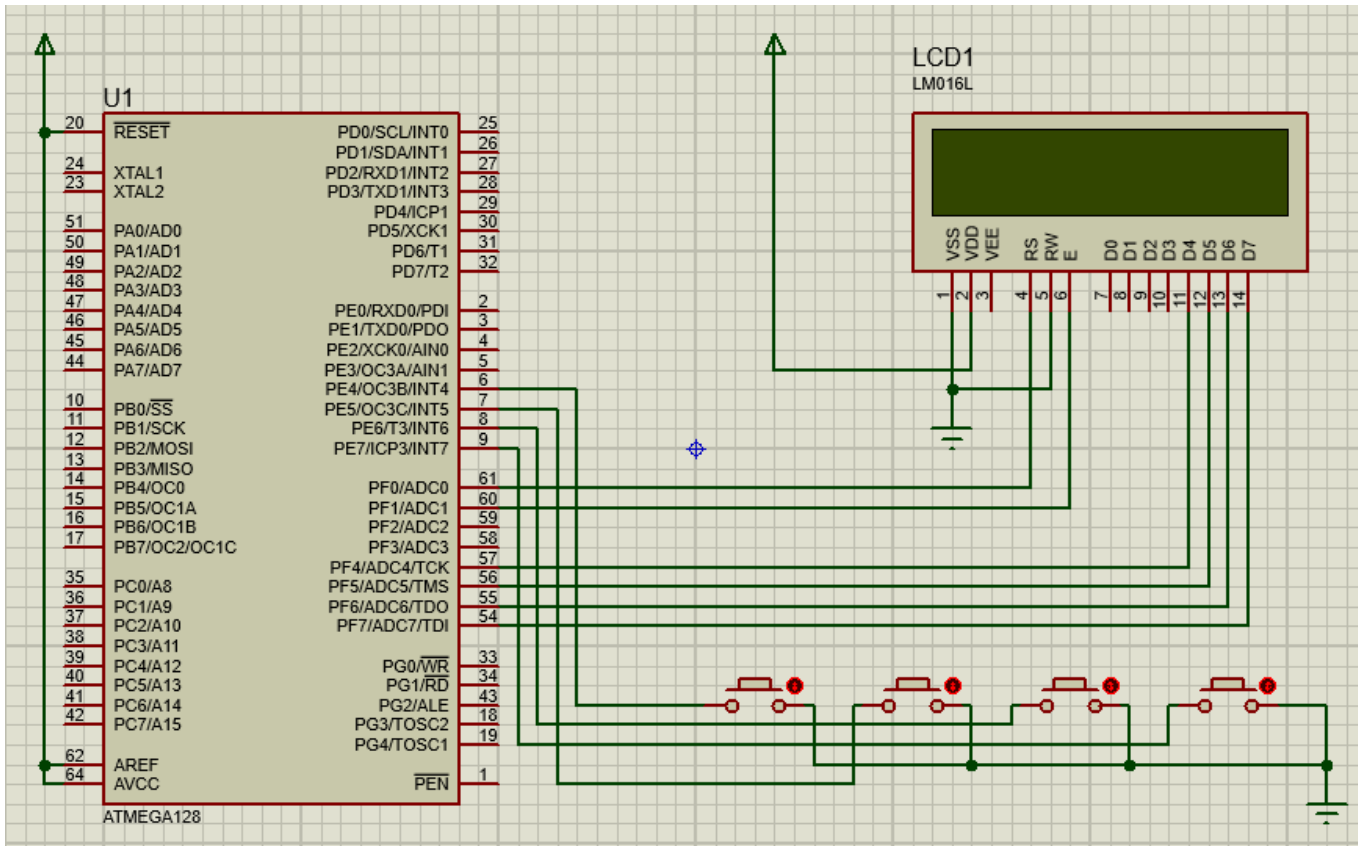 U1
20 RESET PD0/SCL/INT0 25
PD1/SDA/INT1 26
24 XTAL1 PD2/RXD1/INT2 27
23 XTAL2 PD3/TXD1/INT3 28
PD4/ICP1 29
51 PA0/AD0 PD5/XCK1 30
50 PA1/AD1 PD6/T1 31
49 PA2/AD2 PD7/T2 32
48 PA3/AD3
47 PA4/AD4 PE0/RXD0/PDI 2
46 PA5/AD5 PE1/TXD0/PDO 3
45 PA6/AD6 PE2/XCK0/AIN0 4
44 PA7/AD7 PE3/OC3A/AIN1 5
PE4/OC3B/INT4 6
10 PB0/SS PE5/OC3C/INT5 7
11 PB1/SCK PE6/T3/INT6 8
12 PB2/MOSI PE7/ICP3/INT7 9
13 PB3/MISO
14 PB4/OC0 PF0/ADC0 61
15 PB5/OC1A PF1/ADC1 60
16 PB6/OC1B PF2/ADC2 59
17 PB7/OC2/OC1C PF3/ADC3 58
PF4/ADC4/TCK 57
35 PC0/A8 PF5/ADC5/TMS 56
36 PC1/A9 PF6/ADC6/TDO 55
37 PC2/A10 PF7/ADC7/TDI 54
38 PC3/A11
39 PC4/A12 PG0/WR 33
40 PC5/A13 PG1/RD 34
41 PC6/A14 PG2/ALE 43
42 PC7/A15 PG3/TOSC2 18
PG4/TOSC1 19
62 AREF
64 AVCC PEN 1
ATMEGA128
LCD1
LM016L
VSS VDD VEE RS RW E D0 D1 D2 D3 D4 D5 D6 D7
1 2 3 4 5 6 7 8 9 10 11 12 13 14